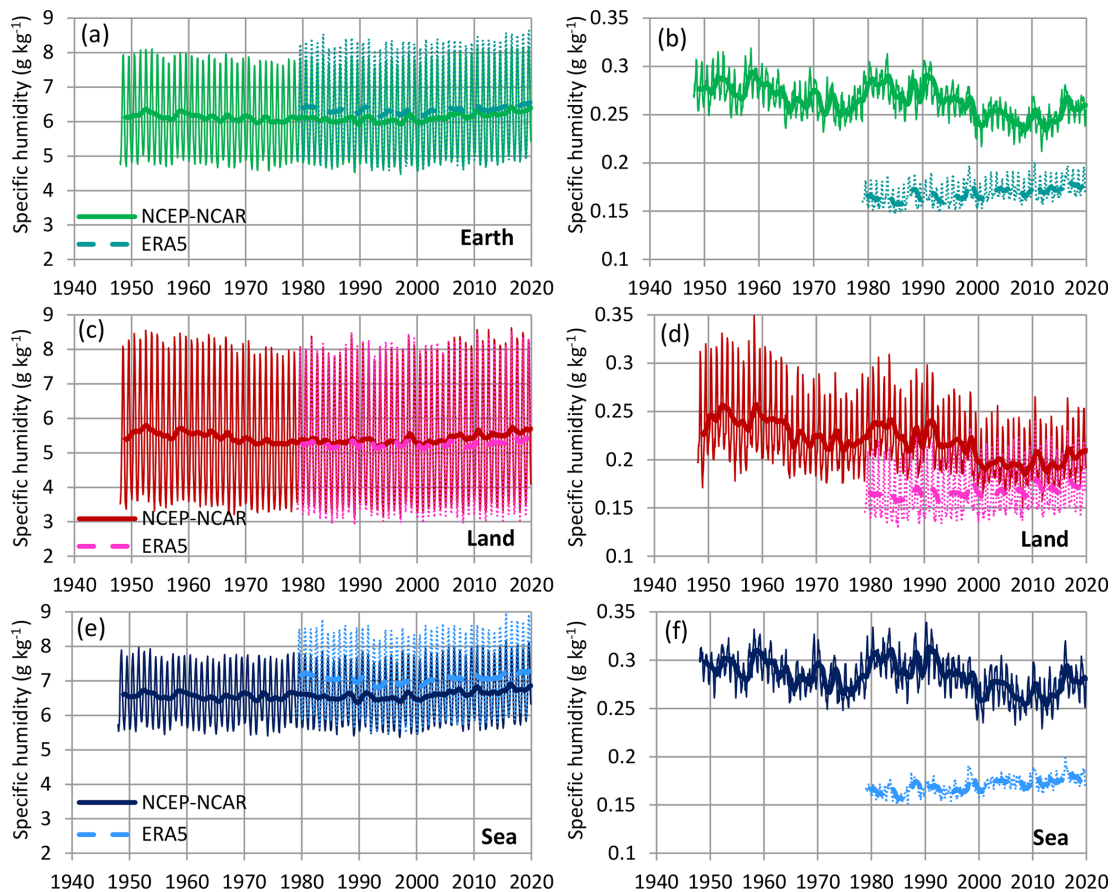 (a)
Specific humidity (g kg⁻¹)
9
8
7
6
5
4
3
2
NCEP-NCAR
ERA5
Earth
1940 1950 1960 1970 1980 1990 2000 2010 2020
(b)
Specific humidity (g kg⁻¹)
0.35
0.3
0.25
0.2
0.15
0.1
1940 1950 1960 1970 1980 1990 2000 2010 2020
(c)
Specific humidity (g kg⁻¹)
9
8
7
6
5
4
3
2
NCEP-NCAR
ERA5
Land
1940 1950 1960 1970 1980 1990 2000 2010 2020
(d)
Specific humidity (g kg⁻¹)
0.35
0.3
0.25
0.2
0.15
0.1
Land
1940 1950 1960 1970 1980 1990 2000 2010 2020
(e)
Specific humidity (g kg⁻¹)
9
8
7
6
5
4
3
2
NCEP-NCAR
ERA5
Sea
1940 1950 1960 1970 1980 1990 2000 2010 2020
(f)
Specific humidity (g kg⁻¹)
0.35
0.3
0.25
0.2
0.15
0.1
Sea
1940 1950 1960 1970 1980 1990 2000 2010 2020